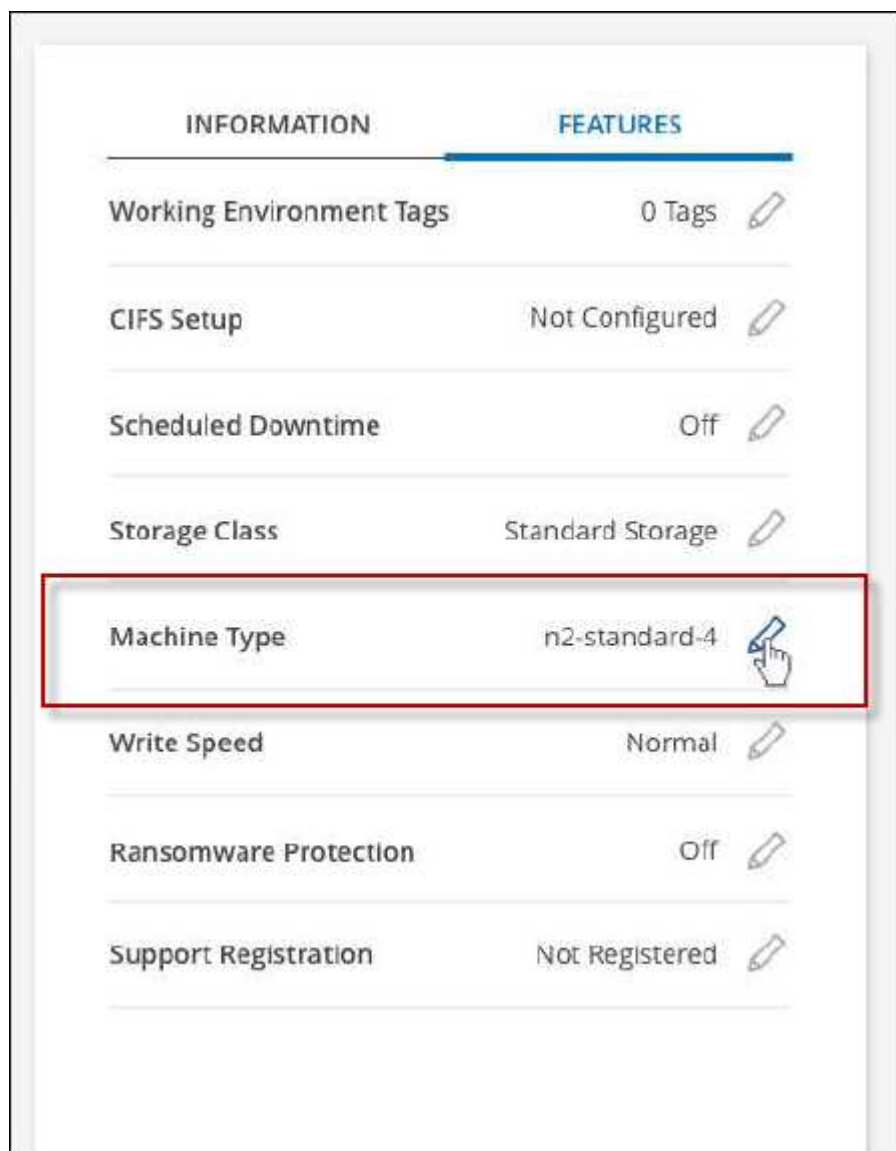 INFORMATION FEATURES
Working Environment Tags 0 Tags
CIFS Setup Not Configured
Scheduled Downtime Off
Storage Class Standard Storage
Machine Type n2-standard-4
Write Speed Normal
Ransomware Protection Off
Support Registration Not Registered